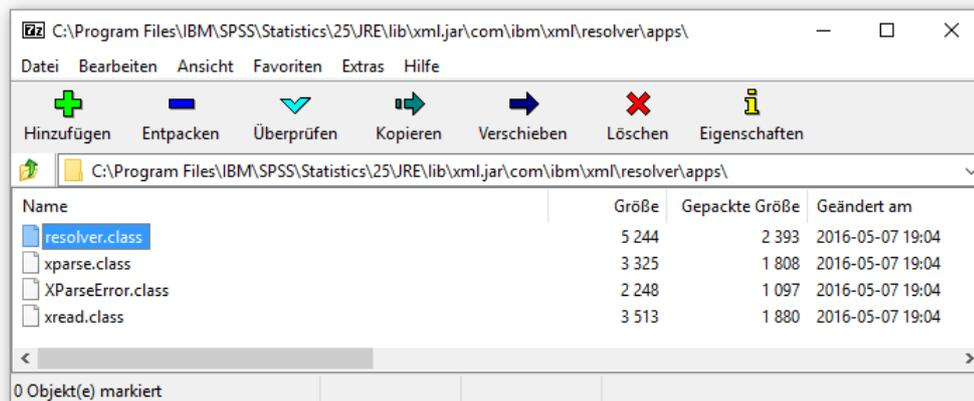 C:\Program Files\IBM\SPSS\Statistics\25\JRE\lib\xml.jar\com\ibm\xml\resolver\apps\
Datei Bearbeiten Ansicht Favoriten Extras Hilfe
Hinzufügen Entpacken Überprüfen Kopieren Verschieben Löschen Eigenschaften
C:\Program Files\IBM\SPSS\Statistics\25\JRE\lib\xml.jar\com\ibm\xml\resolver\apps\
Name Größe Gepackte Größe Geändert am
resolver.class 5 244 2 393 2016-05-07 19:04
xparse.class 3 325 1 808 2016-05-07 19:04
XParseError.class 2 248 1 097 2016-05-07 19:04
xread.class 3 513 1 880 2016-05-07 19:04
0 Objekt(e) markiert